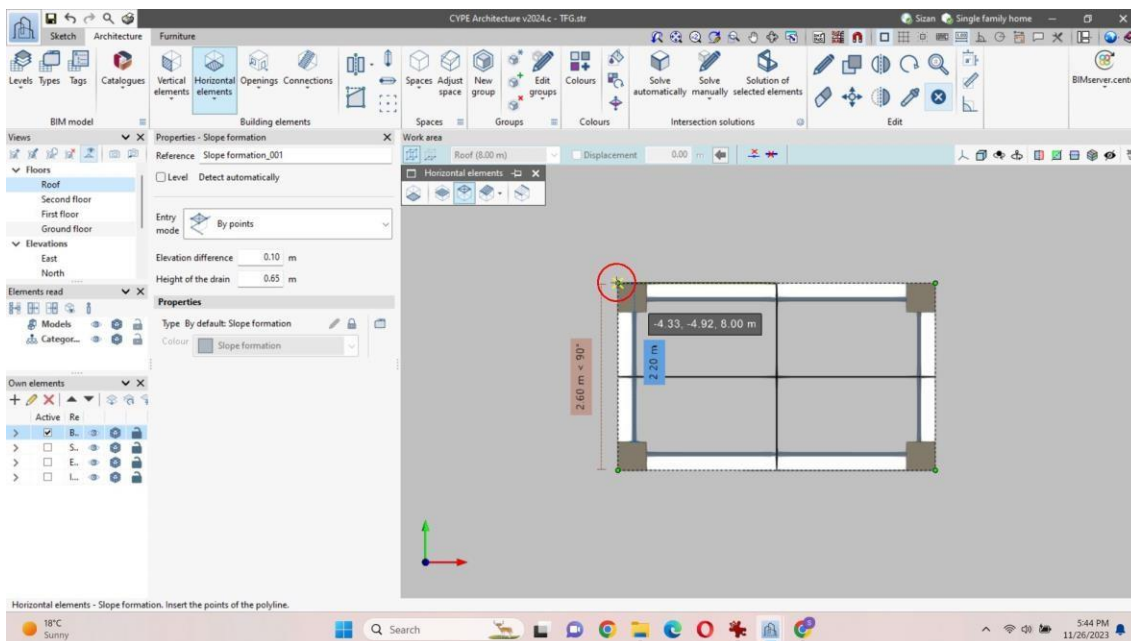 CYPE Architecture v2024.c - TFG.str
Sizan
Single family home
Sketch
Architecture
Furniture
Levels Types Tags
Catalogues
Vertical elements
Horizontal elements
Openings
Connections
Spaces
Adjust space
New group
Edit groups
Colours
Solve automatically
Solve manually
Solution of selected elements
BIMserver.cente
BIM model
Building elements
Spaces
Groups
Colours
Intersection solutions
Edit
Views
Floors
Roof
Second floor
First floor
Ground floor
Elevations
East
North
Elements read
Models
Categor...
Own elements
Active Re
B..
S..
E..
I...
Properties - Slope formation
Reference Slope formation_001
Level Detect automatically
Entry mode By points
Elevation difference 0.10 m
Height of the drain 0.65 m
Properties
Type By default: Slope formation
Colour Slope formation
Work area
Roof (8.00 m)
Displacement 0.00 m
Horizontal elements
-4.33, -4.92, 8.00 m
2.20 m
2.60 m < 90°
Horizontal elements - Slope formation. Insert the points of the polyline.
18°C
Sunny
Search
5:44 PM
11/26/2023